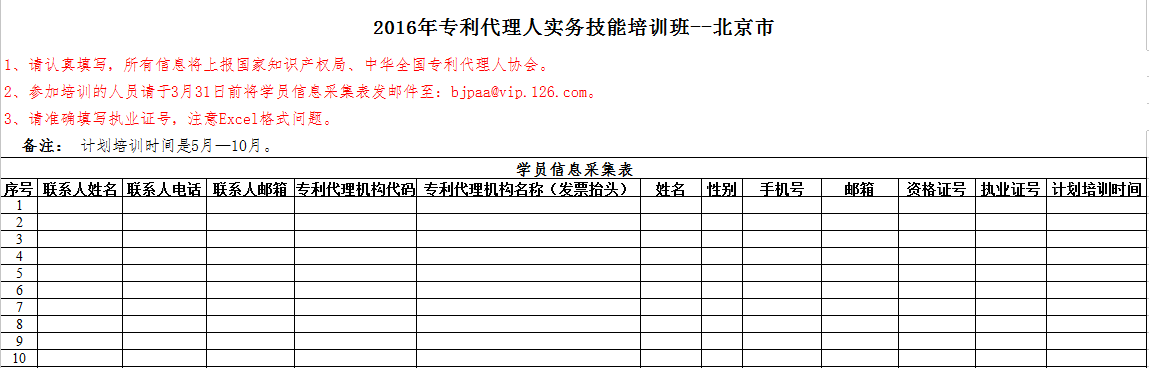 2016年专利代理人实务技能培训班--北京市
1、请认真填写，所有信息将上报国家知识产权局、中华全国专利代理人协会。
2、参加培训的人员请于3月31日前将学员信息采集表发邮件至：bjpaa@vip.126.com。
3、请准确填写执业证号，注意Excel格式问题。
备注： 计划培训时间是5月—10月。
学员信息采集表
序号 联系人姓名 联系人电话 联系人邮箱 专利代理机构代码 专利代理机构名称（发票抬头） 姓名 性别 手机号 邮箱 资格证号 执业证号 计划培训时间
1
2
3
4
5
6
7
8
9
10